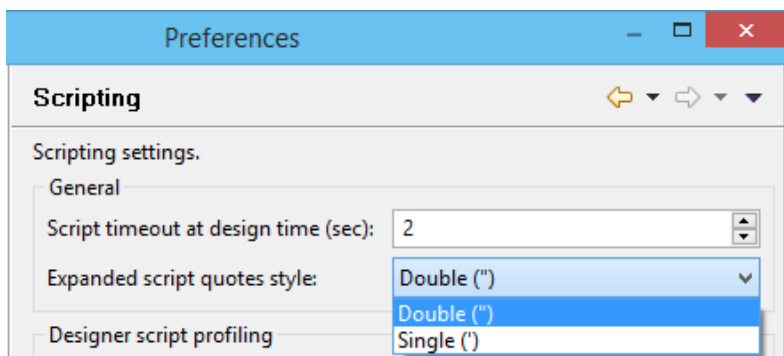 Preferences
Scripting
Scripting settings.
General
Script timeout at design time (sec): 2
Expanded script quotes style: Double (")
Double (")
Single (')
Designer script profiling